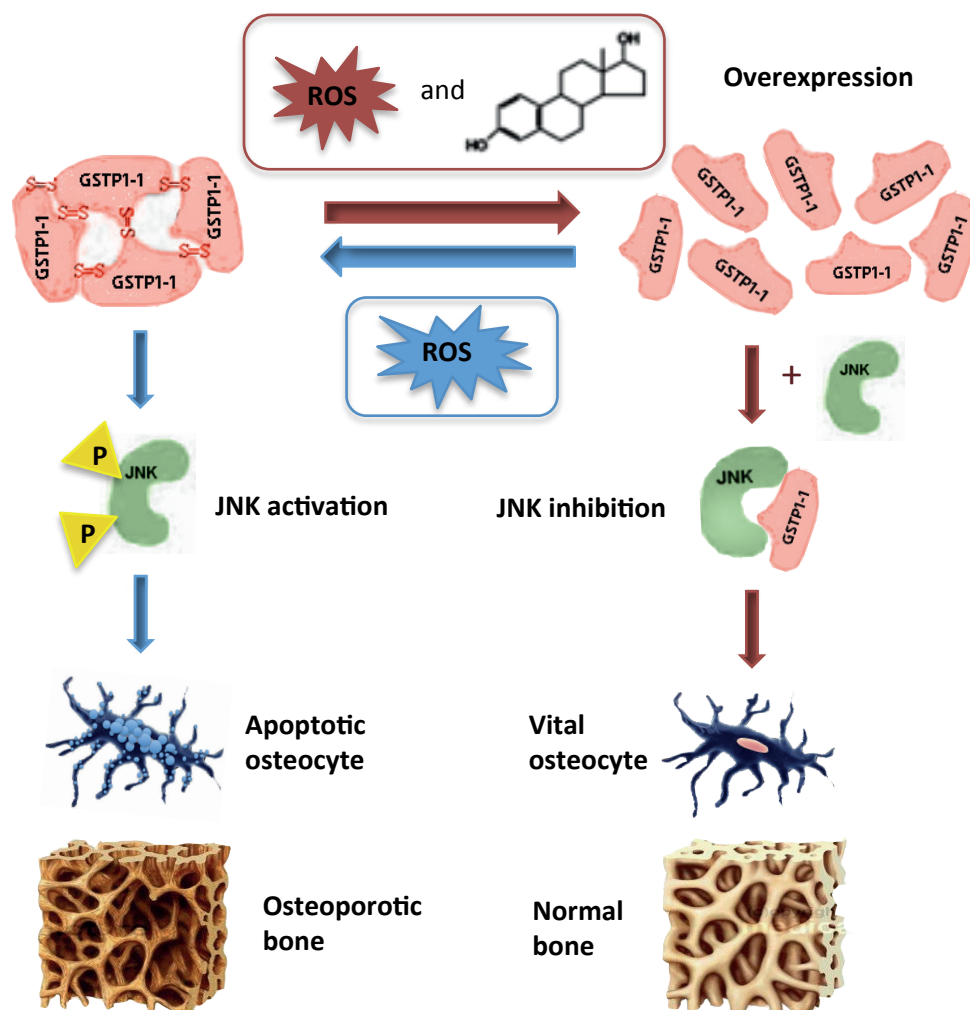 ROS
and
OH
HO
Overexpression
GSTP1-1
S=S
S=S
S=S
S=S
S=S
S=S
GSTP1-1
GSTP1-1
GSTP1-1
GSTP1-1
GSTP1-1
GSTP1-1
GSTP1-1
GSTP1-1
GSTP1-1
GSTP1-1
ROS
+
JNK
P
JNK
P
JNK activation
JNK inhibition
JNK
GSTP1-1
Apoptotic
osteocyte
Vital
osteocyte
Osteoporotic
bone
Normal
bone